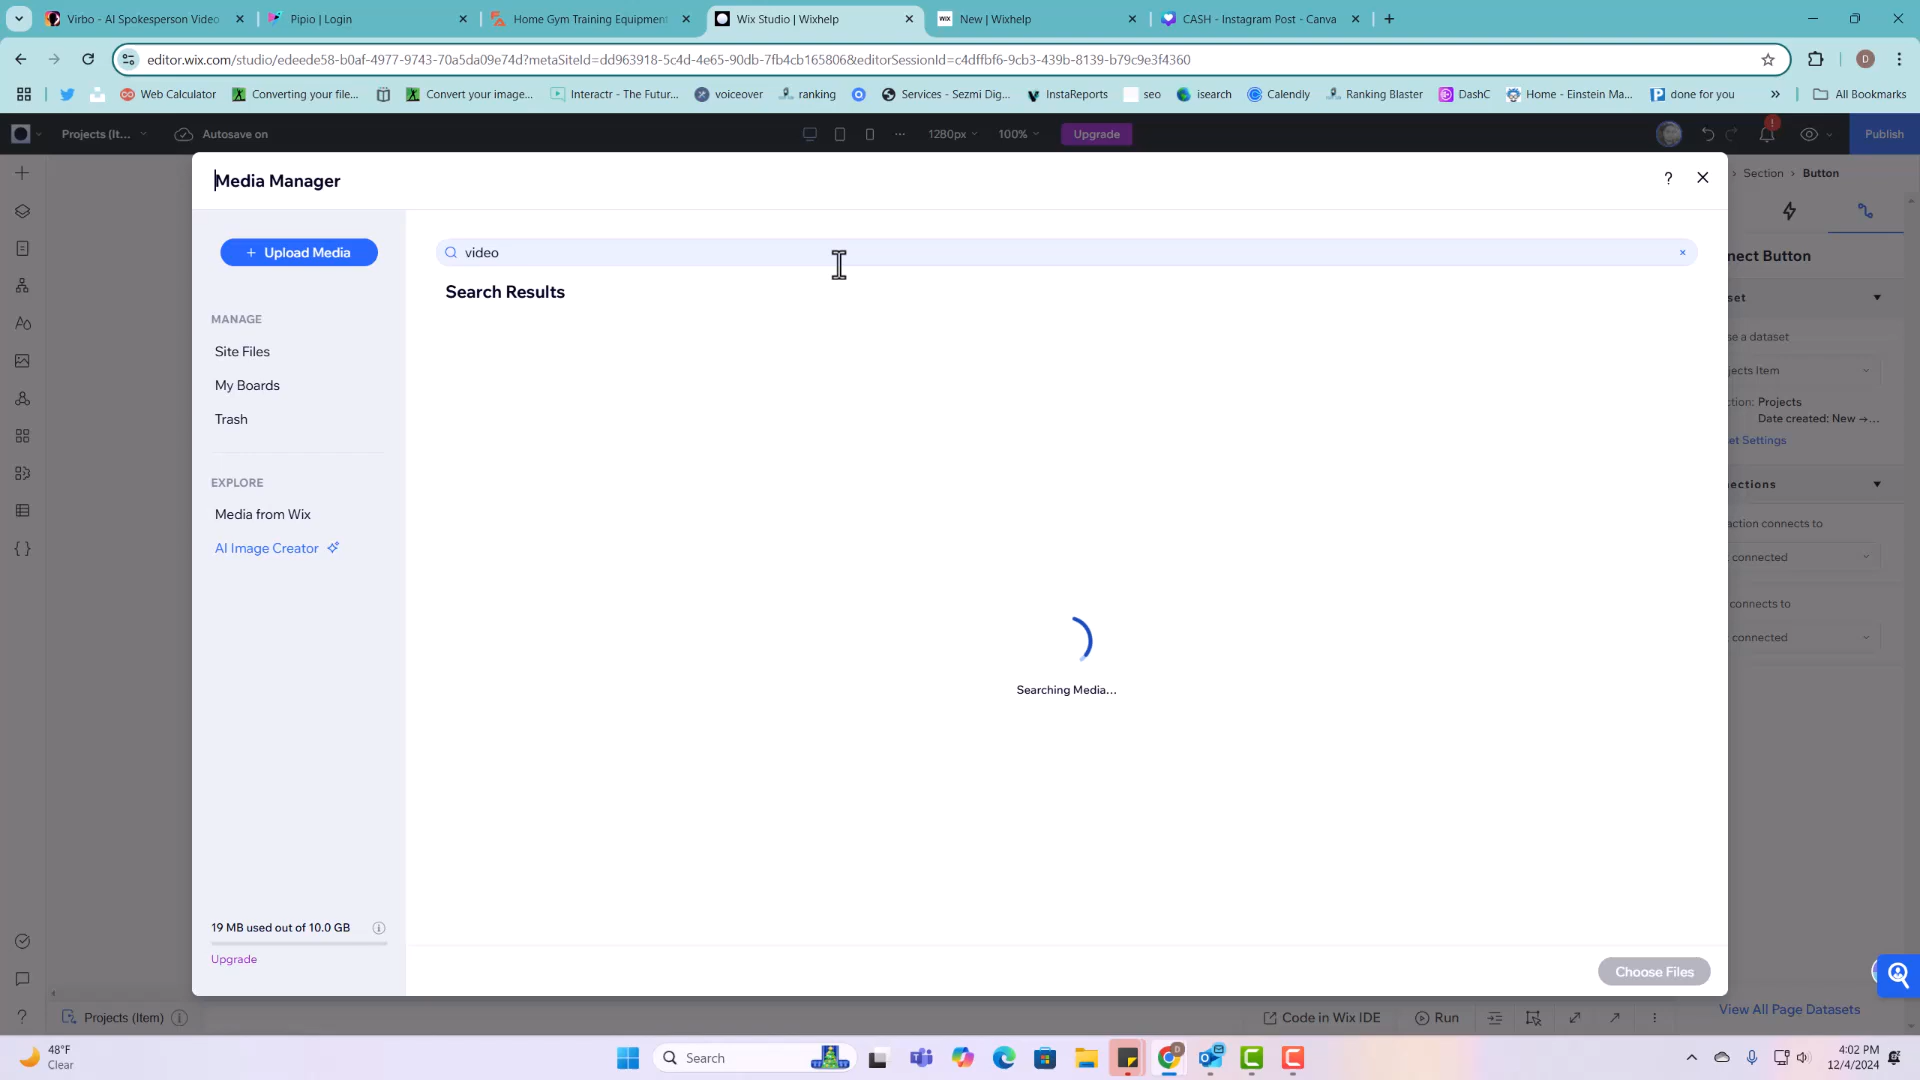 Virbo - AI Spokesperson Video
Pipio | Login
Home Gym Training Equipment
Wix Studio | Wixhelp
WIX New | Wixhelp
CASH - Instagram Post - Canva
editor.wix.com/studio/edeede58-b0af-4977-9743-70a5da09e74d?metaSiteId=dd963918-5c4d-4e65-90db-7fb4cb165806&editorSessionId=c4dffbf6-9cb3-439b-8139-b79c9e3f4360
D
Web Calculator
Converting your file...
Convert your image...
Interactr - The Futur...
voiceover
ranking
Services - Sezmi Dig...
InstaReports
seo
isearch
Calendly
Ranking Blaster
DashC
Home - Einstein Ma...
done for you
»
All Bookmarks
Projects (It...
Autosave on
1280px
100%
Upgrade
Publish
Media Manager
?
Section > Button
+ Upload Media
video
Search Results
MANAGE
Site Files
My Boards
Trash
EXPLORE
Media from Wix
AI Image Creator
Searching Media...
19 MB used out of 10.0 GB
Upgrade
Choose Files
nect Button
set
se a dataset
jects Item
ction: Projects
Date created: New →...
et Settings
ections
action connects to
connected
connects to
connected
View All Page Datasets
? Projects (Item)
Code in Wix IDE
Run
48°F
Clear
Search
4:02 PM
12/4/2024